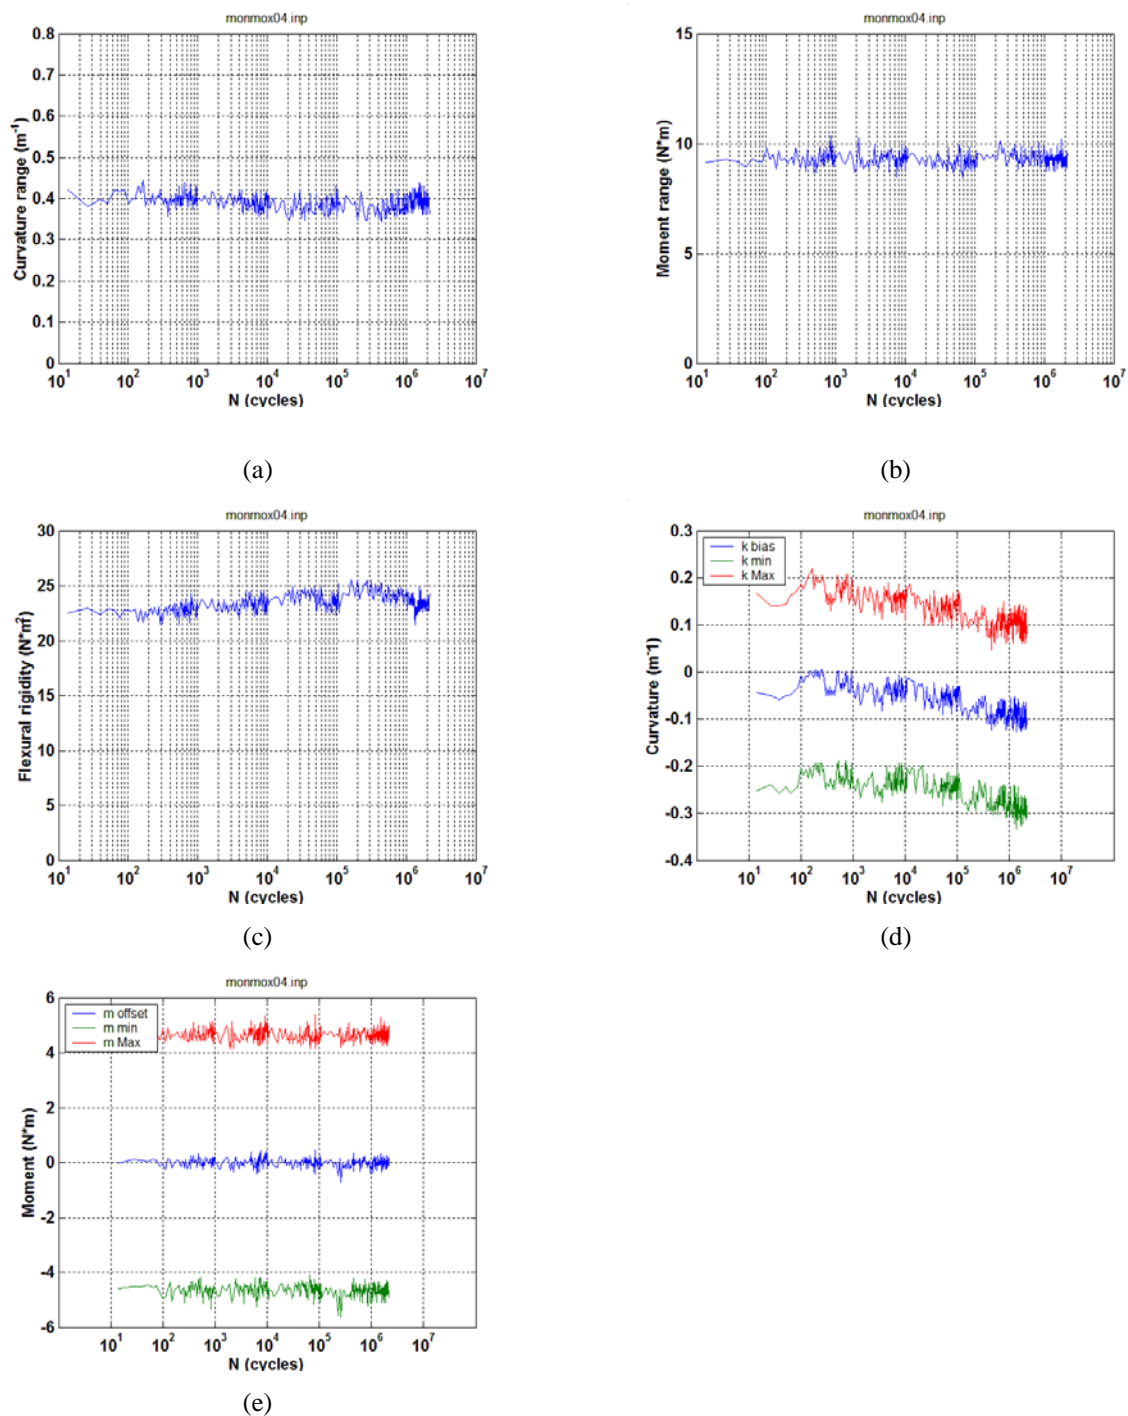 monmox04.inp
0.8
0.7
0.6
0.5
0.4
0.3
0.2
0.1
0
Curvature range (m⁻¹)
10¹ 10² 10³ 10⁴ 10⁵ 10⁶ 10⁷
N (cycles)
(a)
monmox04.inp
15
10
5
0
Moment range (N*m)
10¹ 10² 10³ 10⁴ 10⁵ 10⁶ 10⁷
N (cycles)
(b)
monmox04.inp
30
25
20
15
10
5
0
Flexural rigidity (N*m²)
10¹ 10² 10³ 10⁴ 10⁵ 10⁶ 10⁷
N (cycles)
(c)
monmox04.inp
k bias
k min
k Max
0.3
0.2
0.1
0
-0.1
-0.2
-0.3
-0.4
Curvature (m⁻1)
10¹ 10² 10³ 10⁴ 10⁵ 10⁶ 10⁷
N (cycles)
(d)
monmox04.inp
m offset
m min
m Max
6
4
2
0
-2
-4
-6
Moment (N*m)
10¹ 10² 10³ 10⁴ 10⁵ 10⁶ 10⁷
N (cycles)
(e)